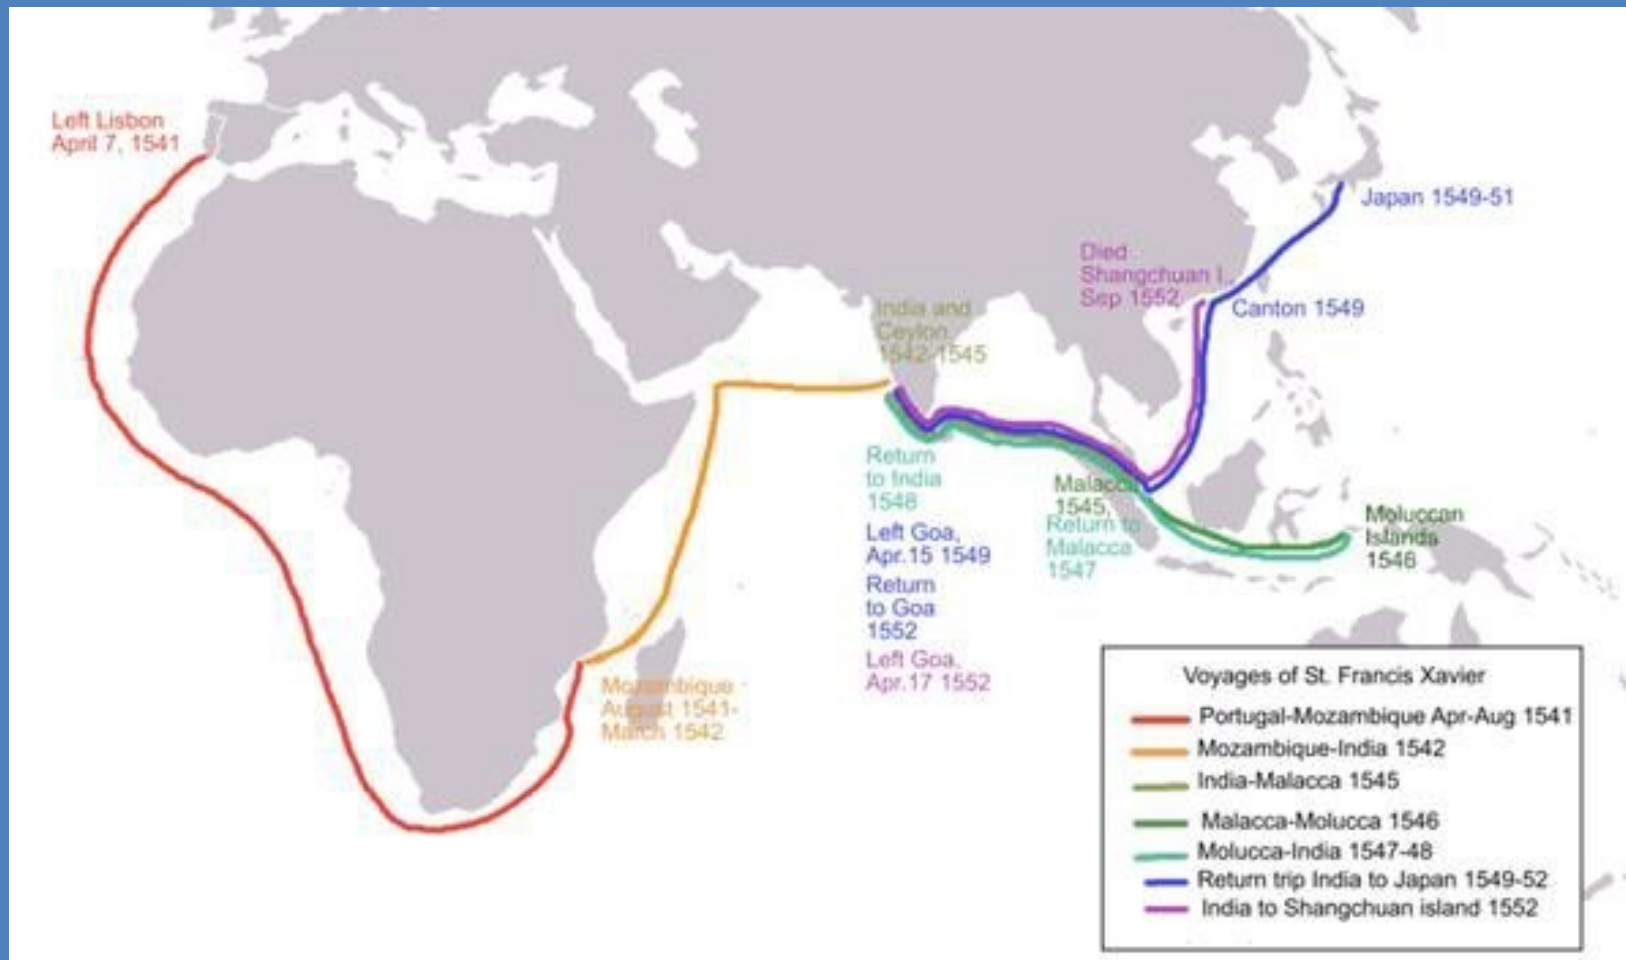 Left Lisbon
April 7, 1541
Japan 1549-51
Died
Shangchuan I.,
Sep 1552
Canton 1549
India and
Ceylon
1542-1545
Return
to India
1548
Left Goa,
Apr.15 1549
Return
to Goa
1552
Left Goa,
Apr.17 1552
Malacca
1545,
Return to
Malacca
1547
Moluccan
Islands
1546
Mozambique
August 1541-
March 1542
Voyages of St. Francis Xavier
Portugal-Mozambique Apr-Aug 1541
Mozambique-India 1542
India-Malacca 1545
Malacca-Molucca 1546
Molucca-India 1547-48
Return trip India to Japan 1549-52
India to Shangchuan island 1552